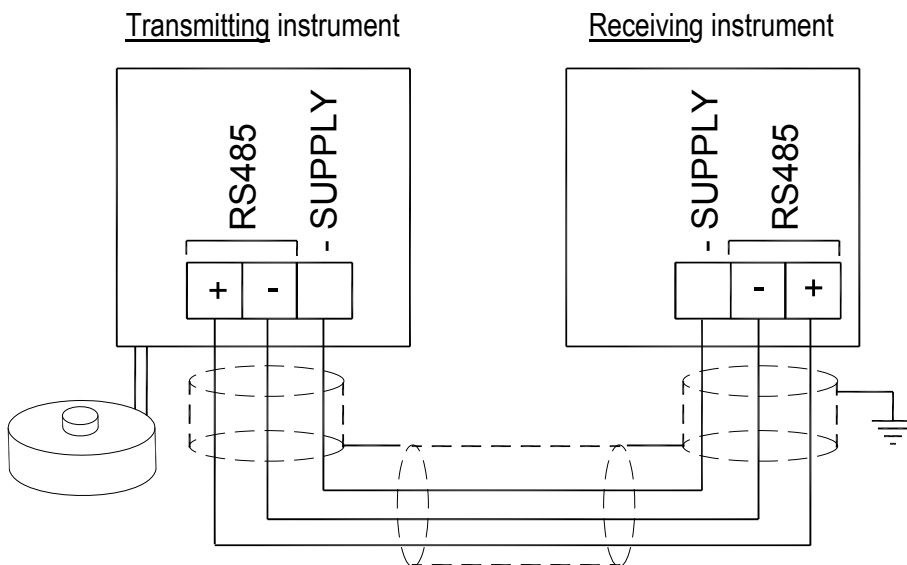 Transmitting instrument
Receiving instrument
RS485
- SUPPLY
+ -
- SUPPLY
RS485
- +